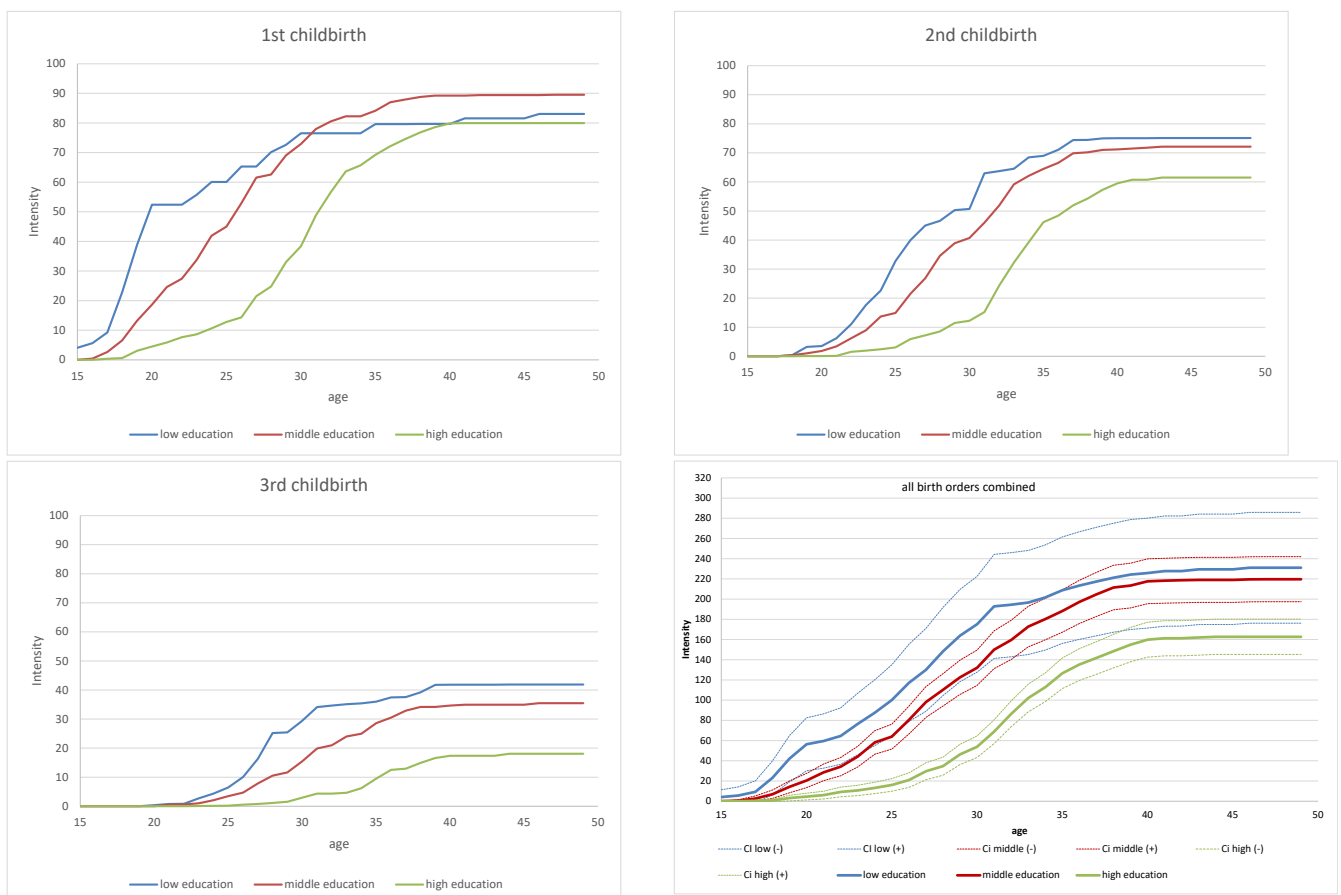 1st childbirth
100
90
80
70
60
50
40
30
20
10
0
Intensity
15 20 25 30 35 40 45 50
age
low education middle education high education
2nd childbirth
100
90
80
70
60
50
40
30
20
10
0
Intensity
15 20 25 30 35 40 45 50
age
low education middle education high education
3rd childbirth
100
90
80
70
60
50
40
30
20
10
0
Intensity
15 20 25 30 35 40 45 50
age
low education middle education high education
all birth orders combined
320
300
280
260
240
220
200
180
160
140
120
100
80
60
40
20
0
Intensity
15 20 25 30 35 40 45 50
age
CI low (-) CI low (+) Ci middle (-) Ci middle (+) Ci high (-)
Ci high (+) low education middle education high education